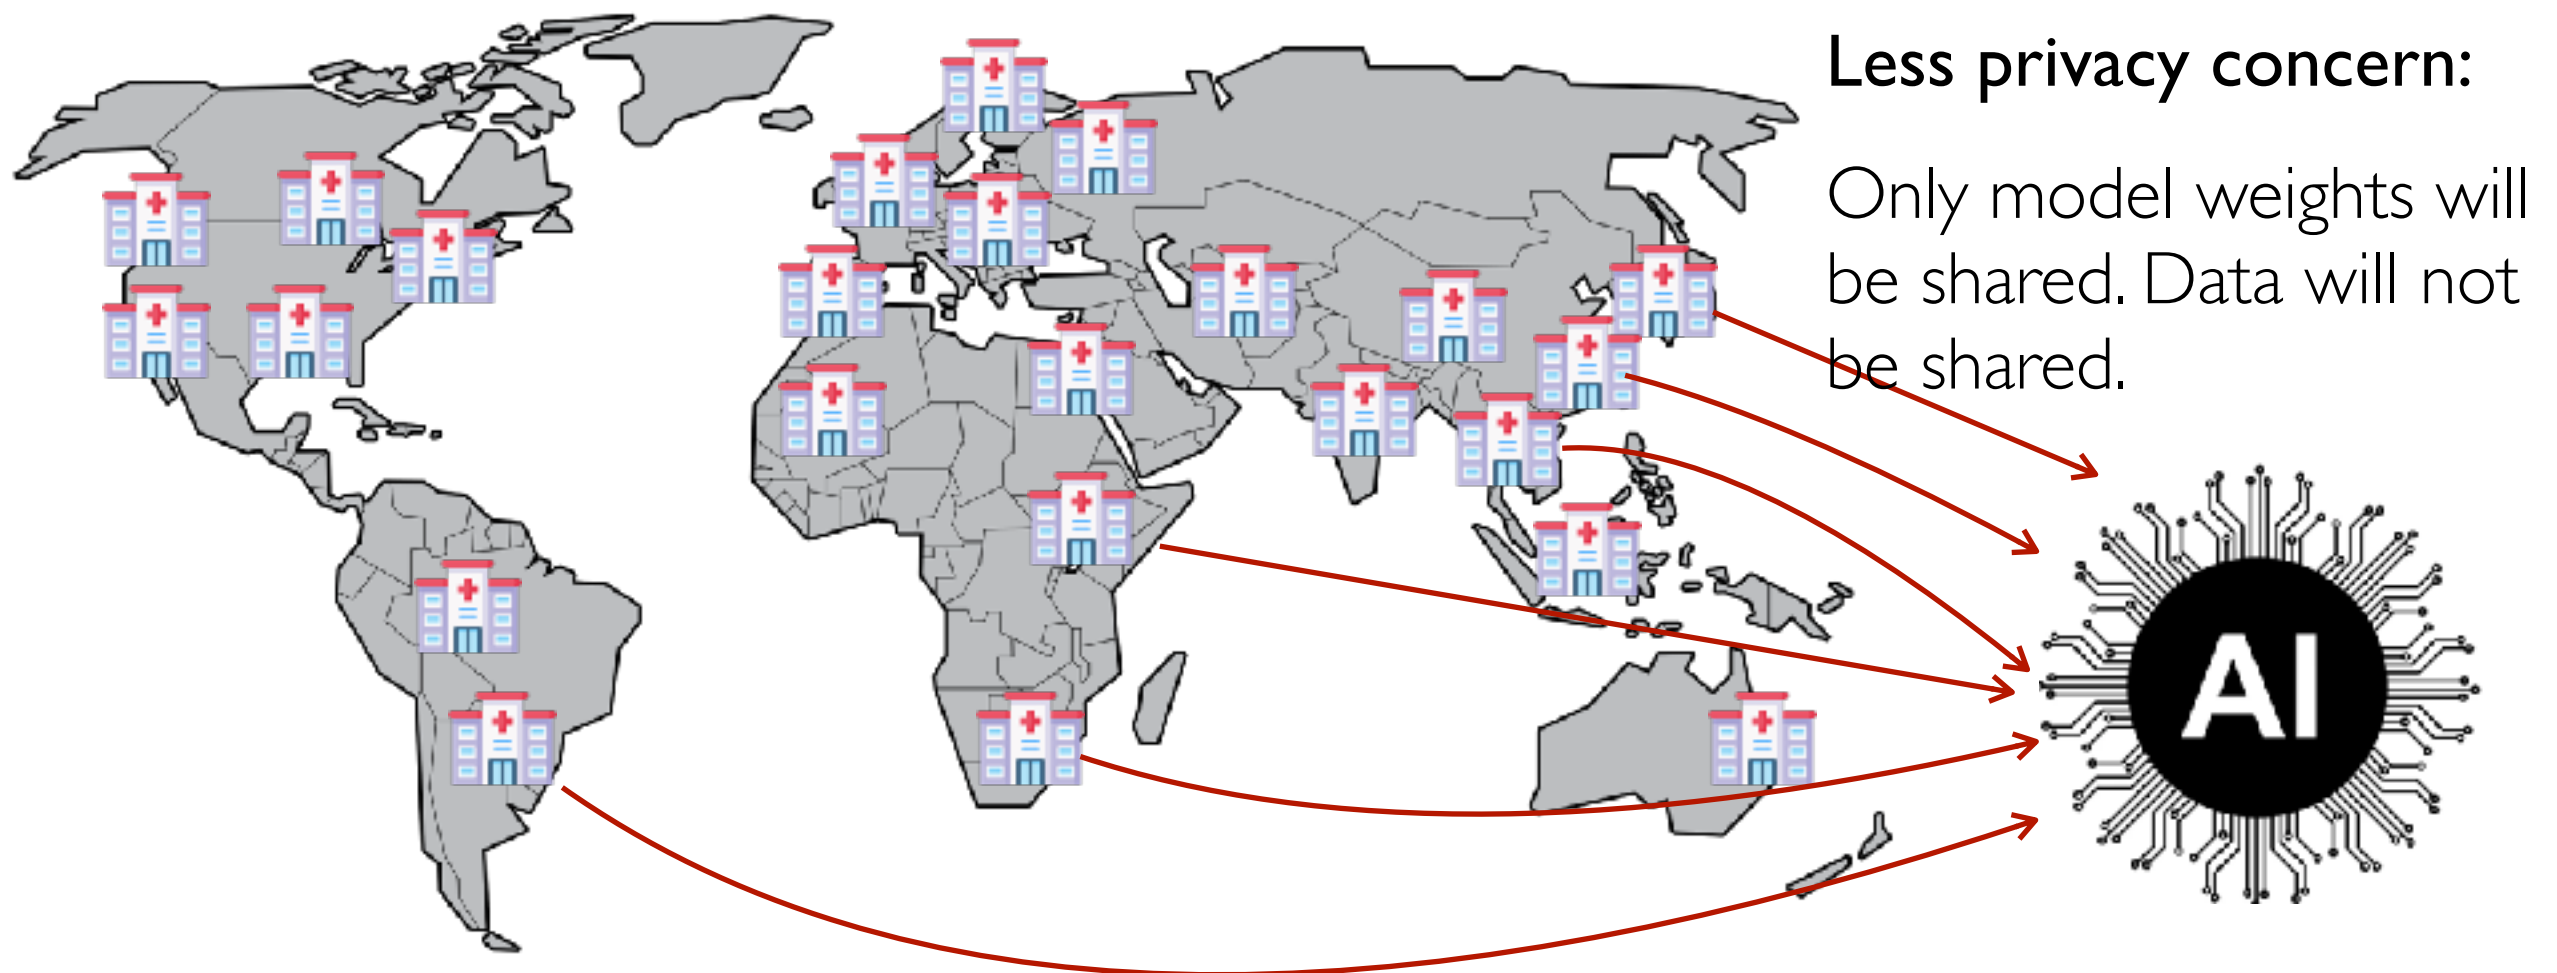 Less privacy concern:
Only model weights will
be shared. Data will not
be shared.
AI